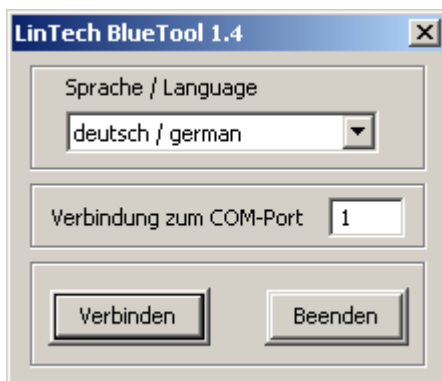 LinTech BlueTool 1.4
Sprache / Language
deutsch / german
Verbindung zum COM-Port 1
Verbinden Beenden